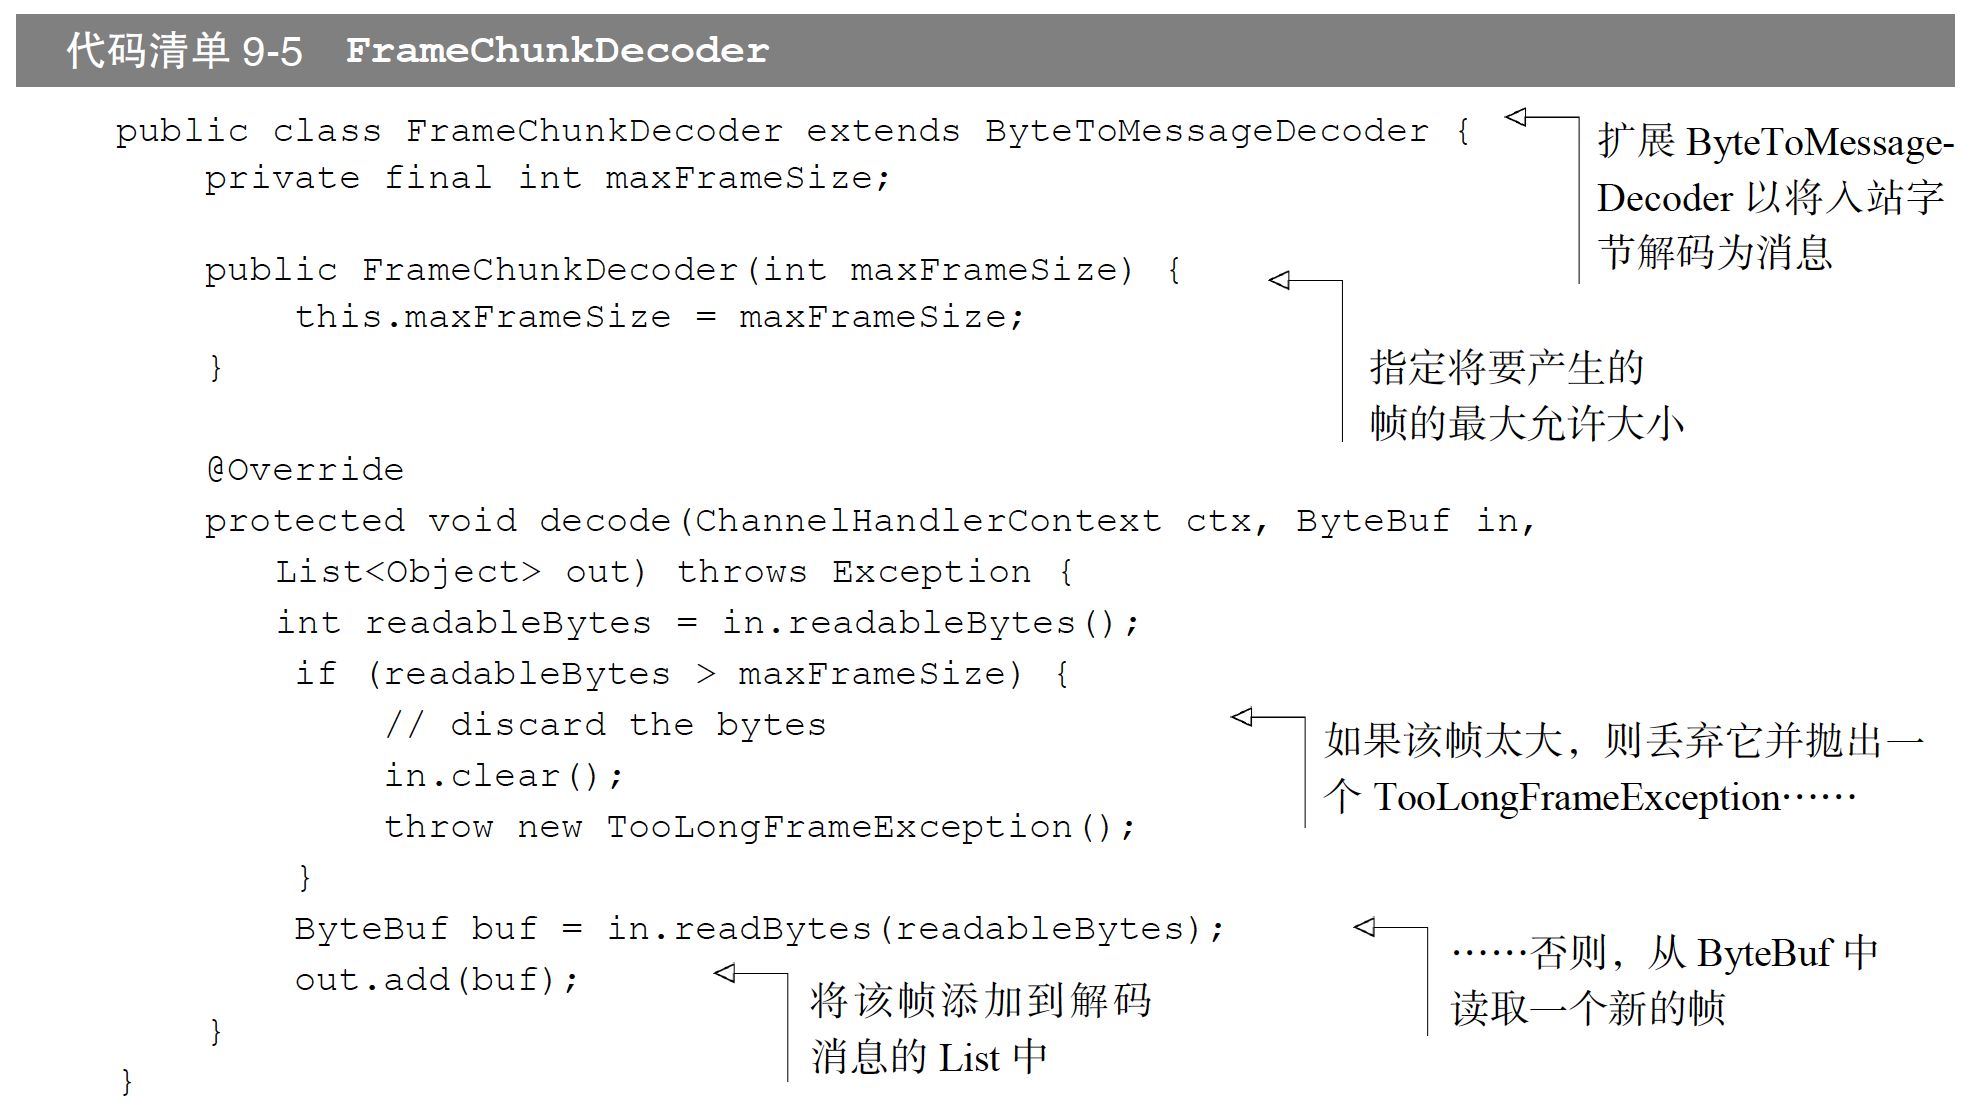 代码清单 9-5 FrameChunkDecoder
public class FrameChunkDecoder extends ByteToMessageDecoder {
扩展 ByteToMessage-
Decoder 以将入站字
节解码为消息
private final int maxFrameSize;
public FrameChunkDecoder(int maxFrameSize) {
指定将要产生的
帧的最大允许大小
this.maxFrameSize = maxFrameSize;
}
@Override
protected void decode(ChannelHandlerContext ctx, ByteBuf in,
List<Object> out) throws Exception {
int readableBytes = in.readableBytes();
if (readableBytes > maxFrameSize) {
// discard the bytes
如果该帧太大，则丢弃它并抛出一
个 TooLongFrameException……
in.clear();
throw new TooLongFrameException();
}
ByteBuf buf = in.readBytes(readableBytes);
……否则，从 ByteBuf 中
读取一个新的帧
out.add(buf);
将该帧添加到解码
消息的 List 中
}
}